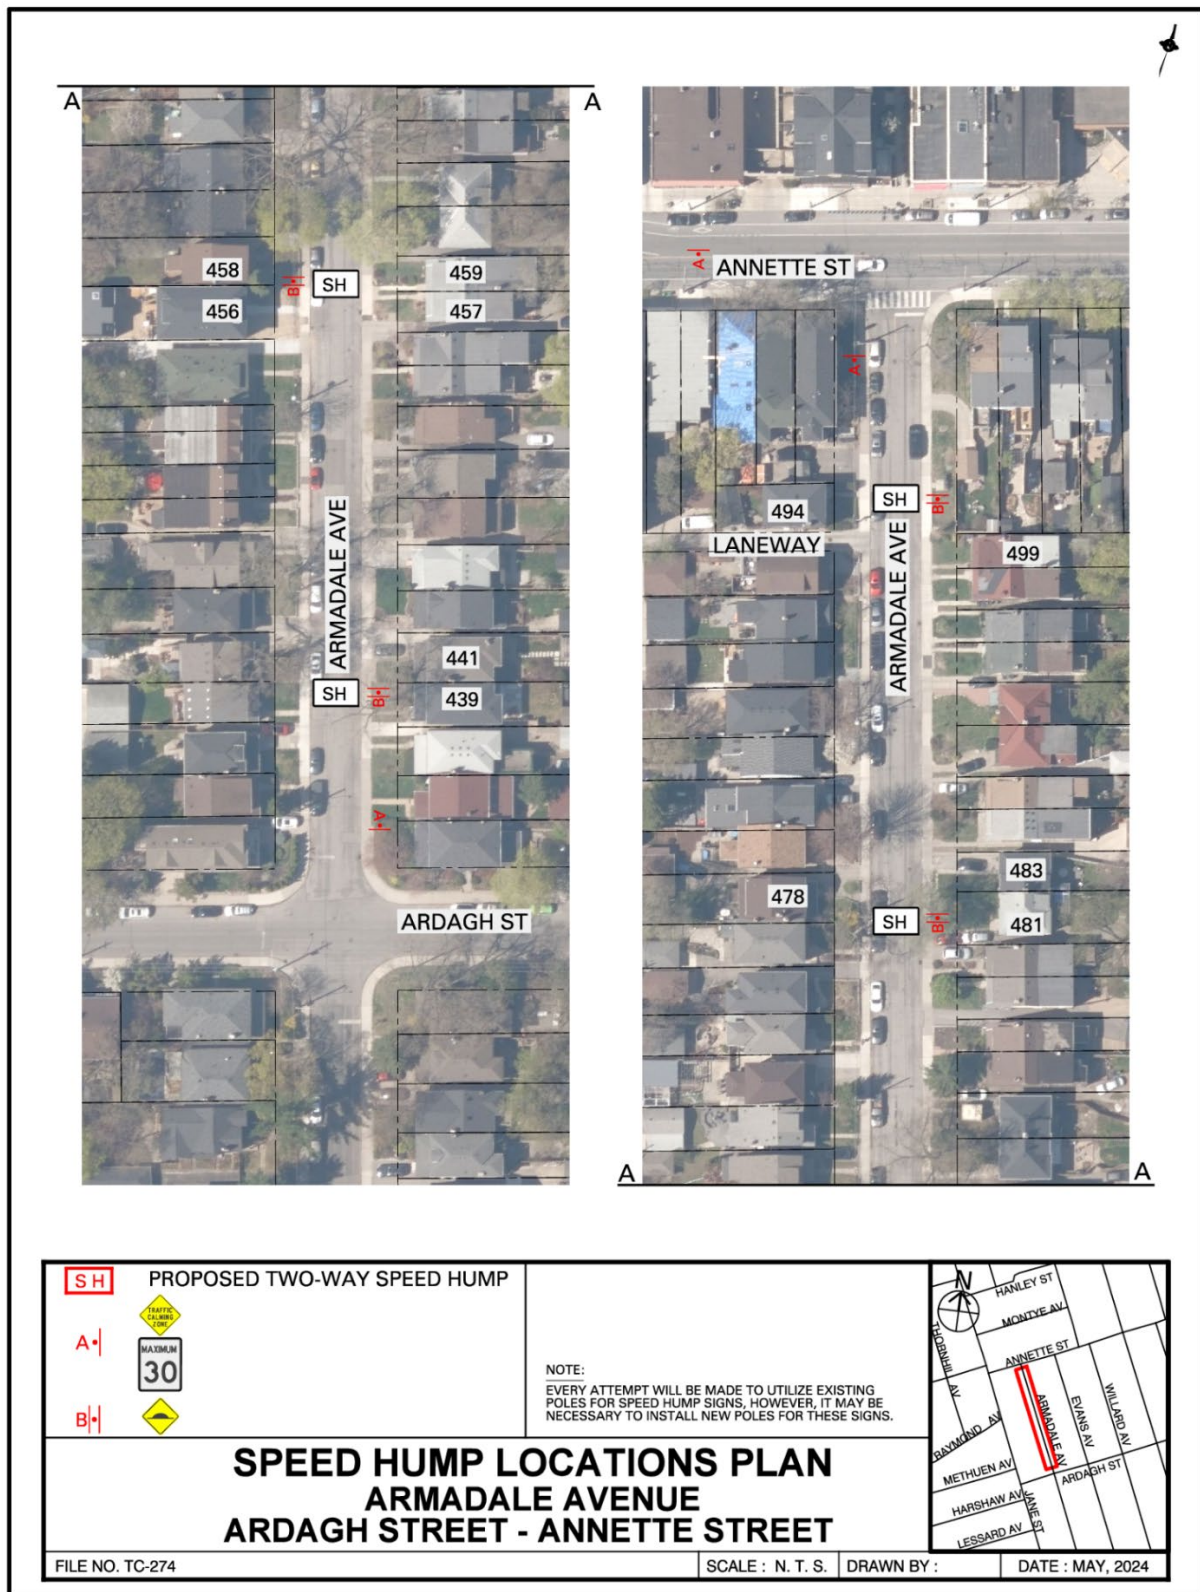 A
A
458
B
SH
459
456
457
ARMADALE AVE
441
SH
B
439
A
ARDAGH ST
A
ANNETTE ST
A
SH
B
494
LANEWAY
499
ARMADALE AVE
483
478
SH
B
481
A
A
SH PROPOSED TWO-WAY SPEED HUMP
TRAFFIC
CALMING
ZONE
A
MAXIMUM
30
B
NOTE:
EVERY ATTEMPT WILL BE MADE TO UTILIZE EXISTING
POLES FOR SPEED HUMP SIGNS, HOWEVER, IT MAY BE
NECESSARY TO INSTALL NEW POLES FOR THESE SIGNS.
N
HANLEY ST
MONTYE AV
THORNHILL AV
ANNETTE ST
ARMADALE AV
EVANS AV
WILLARD AV
RAYMOND AV
METHUEN AV
ARDAGH ST
HARSHAW AV
JANE ST
LESSARD AV
SPEED HUMP LOCATIONS PLAN
ARMADALE AVENUE
ARDAGH STREET - ANNETTE STREET
FILE NO. TC-274
SCALE : N. T. S.
DRAWN BY :
DATE : MAY, 2024